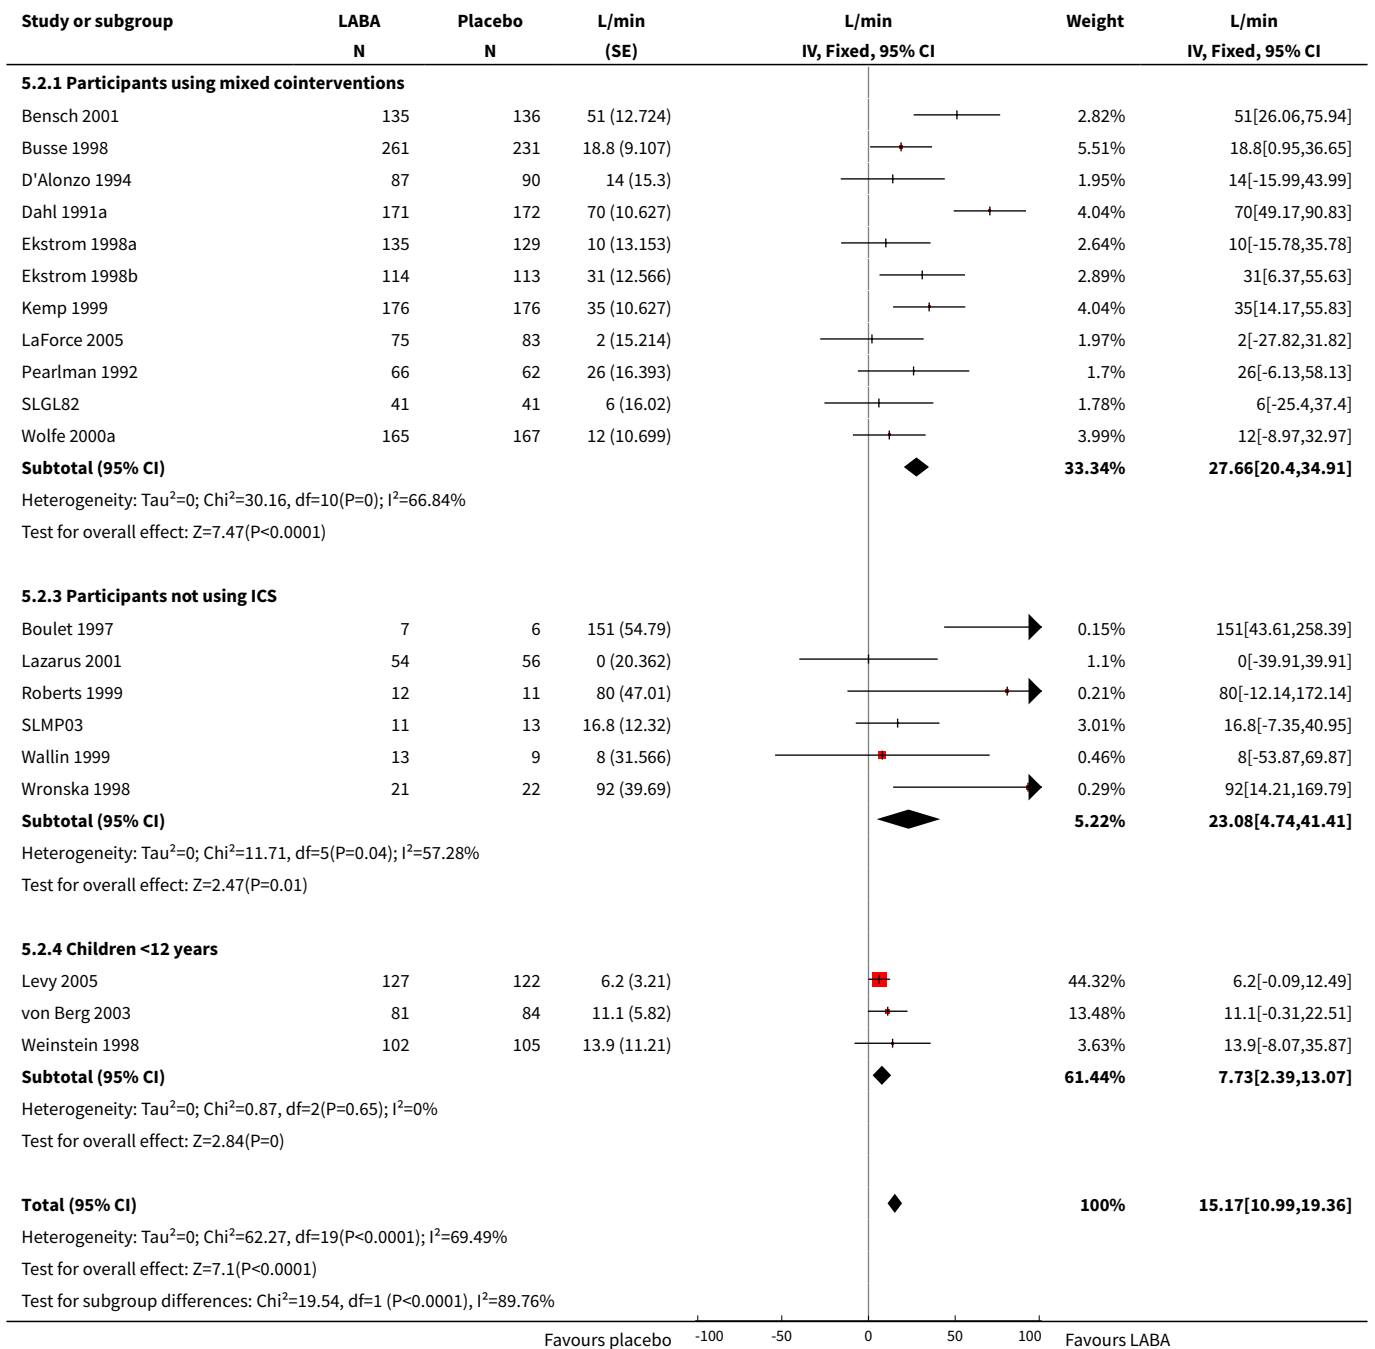 Study or subgroup LABA Placebo L/min L/min Weight L/min
N N (SE) IV, Fixed, 95% CI IV, Fixed, 95% CI
5.2.1 Participants using mixed cointerventions
Bensch 2001 135 136 51 (12.724) 2.82% 51[26.06,75.94]
Busse 1998 261 231 18.8 (9.107) 5.51% 18.8[0.95,36.65]
D'Alonzo 1994 87 90 14 (15.3) 1.95% 14[-15.99,43.99]
Dahl 1991a 171 172 70 (10.627) 4.04% 70[49.17,90.83]
Ekstrom 1998a 135 129 10 (13.153) 2.64% 10[-15.78,35.78]
Ekstrom 1998b 114 113 31 (12.566) 2.89% 31[6.37,55.63]
Kemp 1999 176 176 35 (10.627) 4.04% 35[14.17,55.83]
LaForce 2005 75 83 2 (15.214) 1.97% 2[-27.82,31.82]
Pearlman 1992 66 62 26 (16.393) 1.7% 26[-6.13,58.13]
SLGL82 41 41 6 (16.02) 1.78% 6[-25.4,37.4]
Wolfe 2000a 165 167 12 (10.699) 3.99% 12[-8.97,32.97]
Subtotal (95% CI) 33.34% 27.66[20.4,34.91]
Heterogeneity: Tau²=0; Chi²=30.16, df=10(P=0); I²=66.84%
Test for overall effect: Z=7.47(P<0.0001)
5.2.3 Participants not using ICS
Boulet 1997 7 6 151 (54.79) 0.15% 151[43.61,258.39]
Lazarus 2001 54 56 0 (20.362) 1.1% 0[-39.91,39.91]
Roberts 1999 12 11 80 (47.01) 0.21% 80[-12.14,172.14]
SLMP03 11 13 16.8 (12.32) 3.01% 16.8[-7.35,40.95]
Wallin 1999 13 9 8 (31.566) 0.46% 8[-53.87,69.87]
Wronska 1998 21 22 92 (39.69) 0.29% 92[14.21,169.79]
Subtotal (95% CI) 5.22% 23.08[4.74,41.41]
Heterogeneity: Tau²=0; Chi²=11.71, df=5(P=0.04); I²=57.28%
Test for overall effect: Z=2.47(P=0.01)
5.2.4 Children <12 years
Levy 2005 127 122 6.2 (3.21) 44.32% 6.2[-0.09,12.49]
von Berg 2003 81 84 11.1 (5.82) 13.48% 11.1[-0.31,22.51]
Weinstein 1998 102 105 13.9 (11.21) 3.63% 13.9[-8.07,35.87]
Subtotal (95% CI) 61.44% 7.73[2.39,13.07]
Heterogeneity: Tau²=0; Chi²=0.87, df=2(P=0.65); I²=0%
Test for overall effect: Z=2.84(P=0)
Total (95% CI) 100% 15.17[10.99,19.36]
Heterogeneity: Tau²=0; Chi²=62.27, df=19(P<0.0001); I²=69.49%
Test for overall effect: Z=7.1(P<0.0001)
Test for subgroup differences: Chi²=19.54, df=1 (P<0.0001), I²=89.76%
Favours placebo -100 -50 0 50 100 Favours LABA